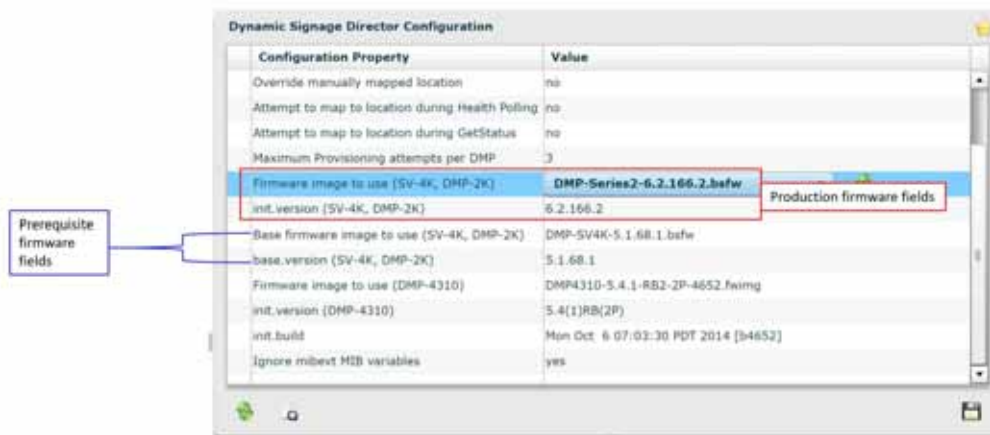 Dynamic Signage Director Configuration
Configuration Property Value
Override manually mapped location no
Attempt to map to location during Health Polling no
Attempt to map to location during GetStatus no
Maximum Provisioning attempts per DMP 3
Firmware image to use (SV-4K, DMP-2K) DMP-Series2-6.2.166.2.bsfw
Production firmware fields
init.version (SV-4K, DMP-2K) 6.2.166.2
Prerequisite
firmware
fields
Base firmware image to use (SV-4K, DMP-2K) DMP-SV4K-5.1.68.1.bsfw
base.version (SV-4K, DMP-2K) 5.1.68.1
Firmware image to use (DMP-4310) DMP4310-5.4.1-RB2-2P-4652.fwimg
init.version (DMP-4310) 5.4(1)RB(2P)
init.build Mon Oct 6 07:03:30 PDT 2014 [b4652]
Ignore mibevt MIB variables yes